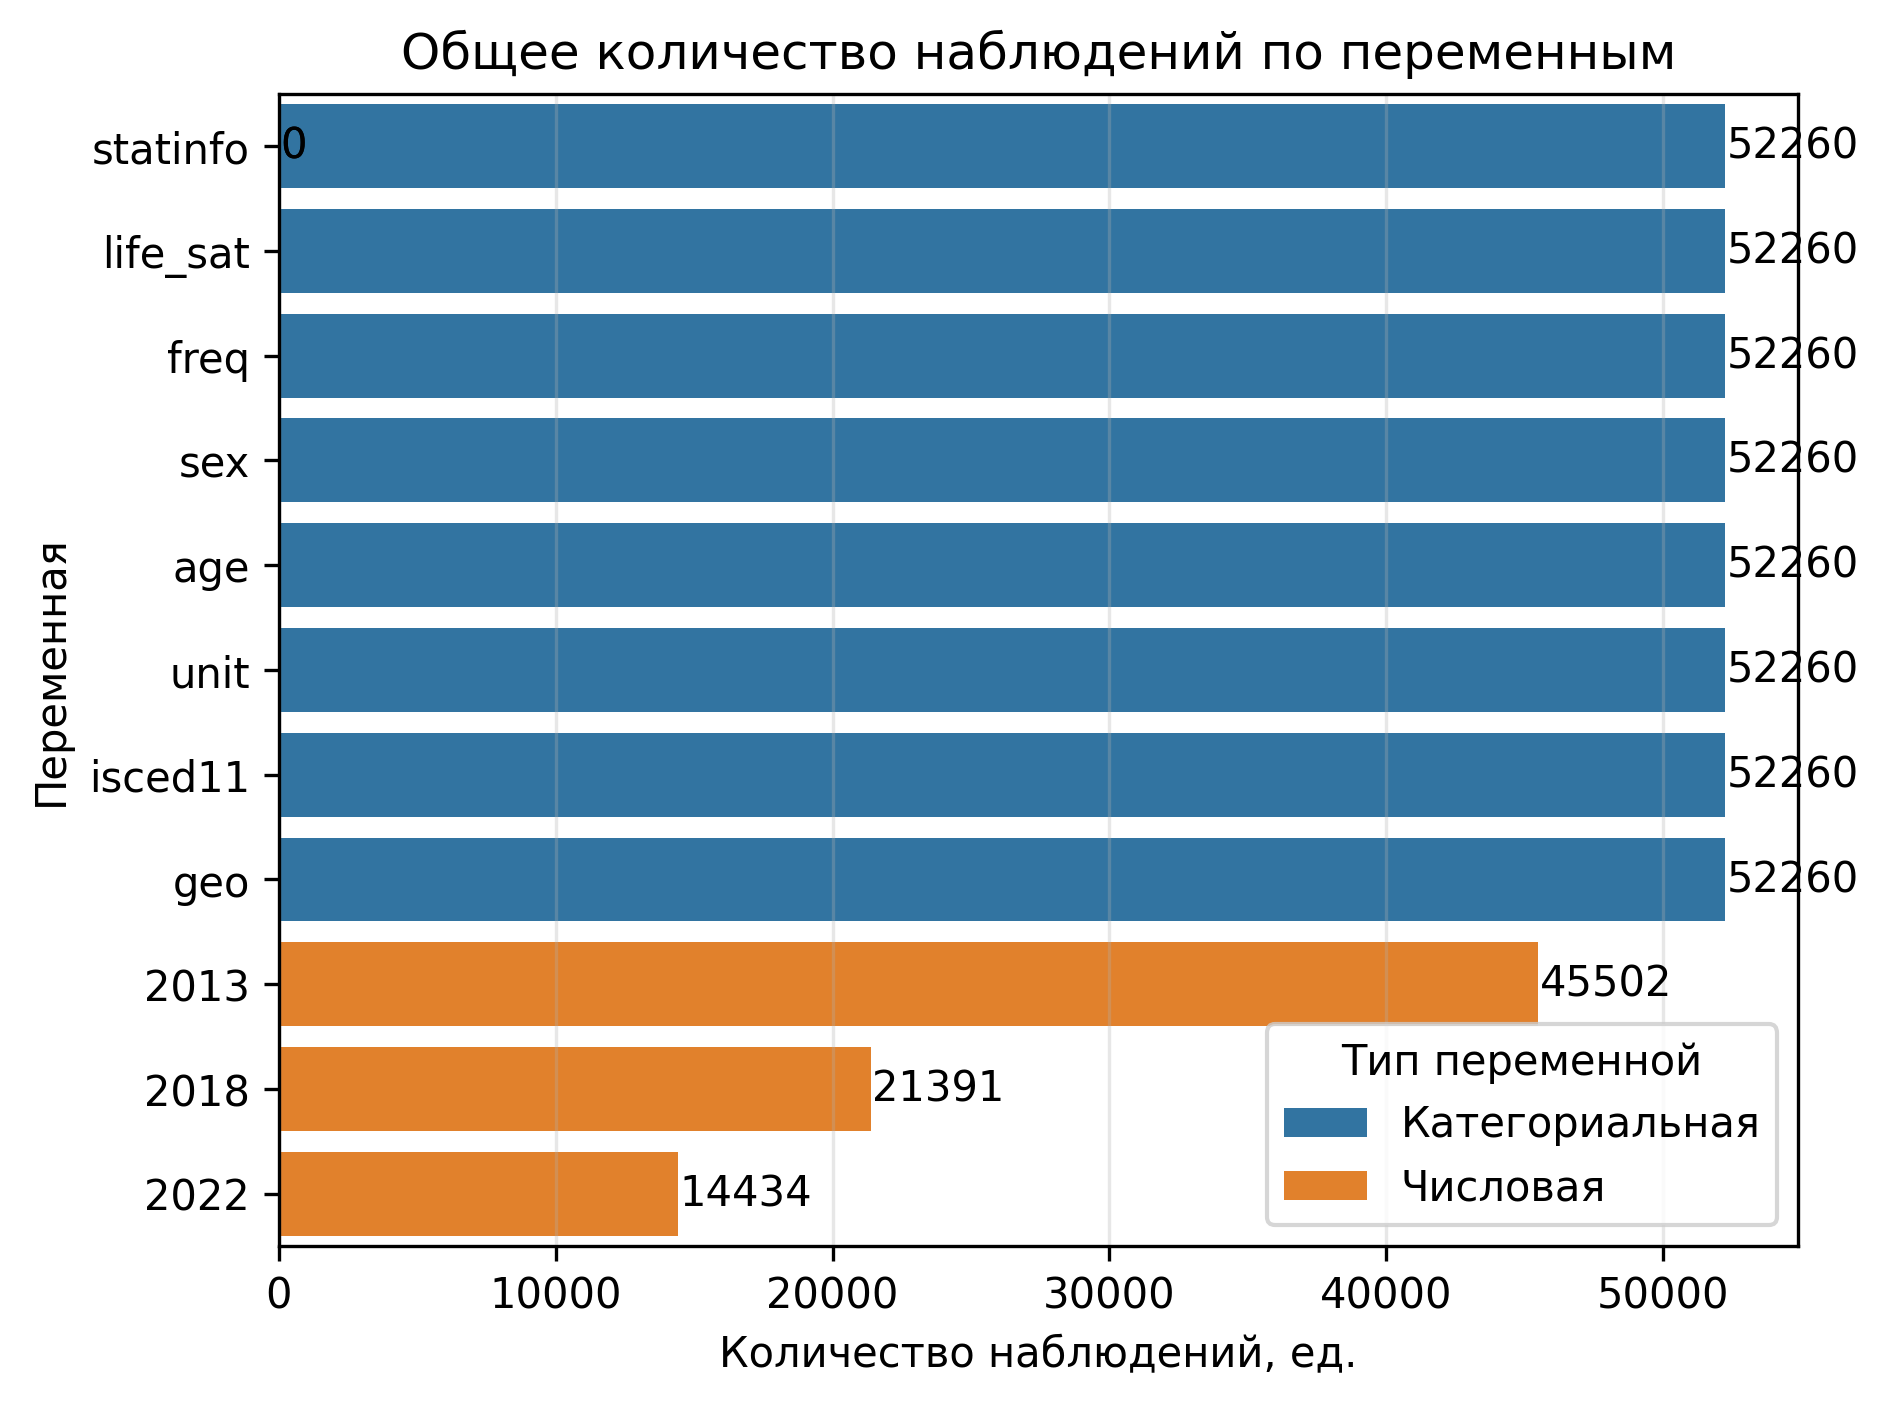 Общее количество наблюдений по переменным
statinfo 0 52260
life_sat 52260
freq 52260
sex 52260
age 52260
unit 52260
isced11 52260
geo 52260
2013 45502
2018 21391
2022 14434
Переменная
Тип переменной
Категориальная
Числовая
0 10000 20000 30000 40000 50000
Количество наблюдений, ед.